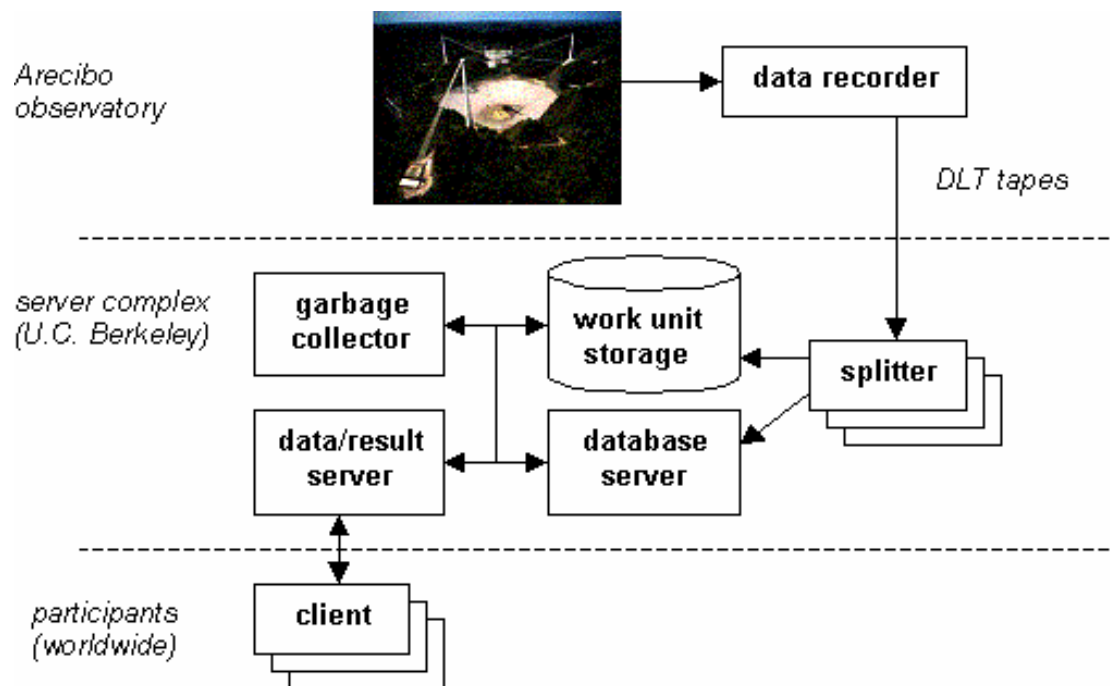 Arecibo
observatory
data recorder
DLT tapes
server complex
(U.C. Berkeley)
garbage
collector
work unit
storage
splitter
data/result
server
database
server
participants
(worldwide)
client